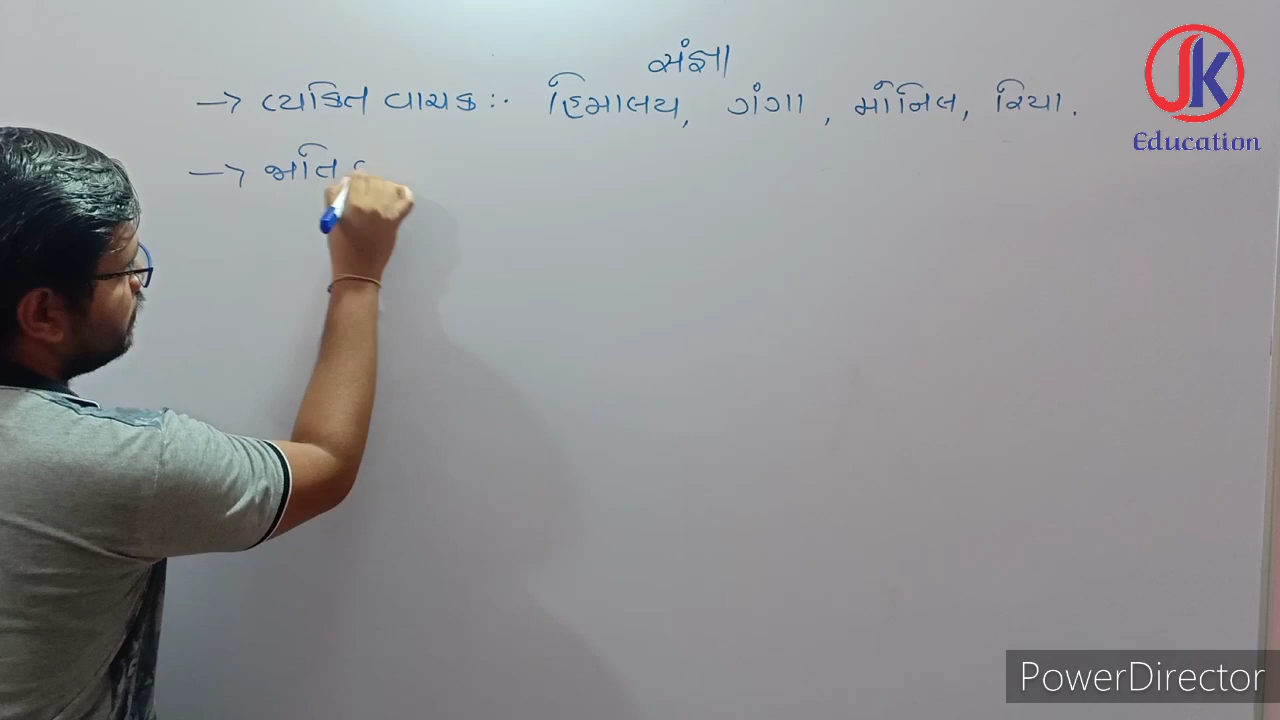 સંજ્ઞા
→ વ્યકિત વાચક :- હિમાલય, ગંગા, મૌનિલ, રિયા.
→ જાતિ
JK
Education
PowerDirector